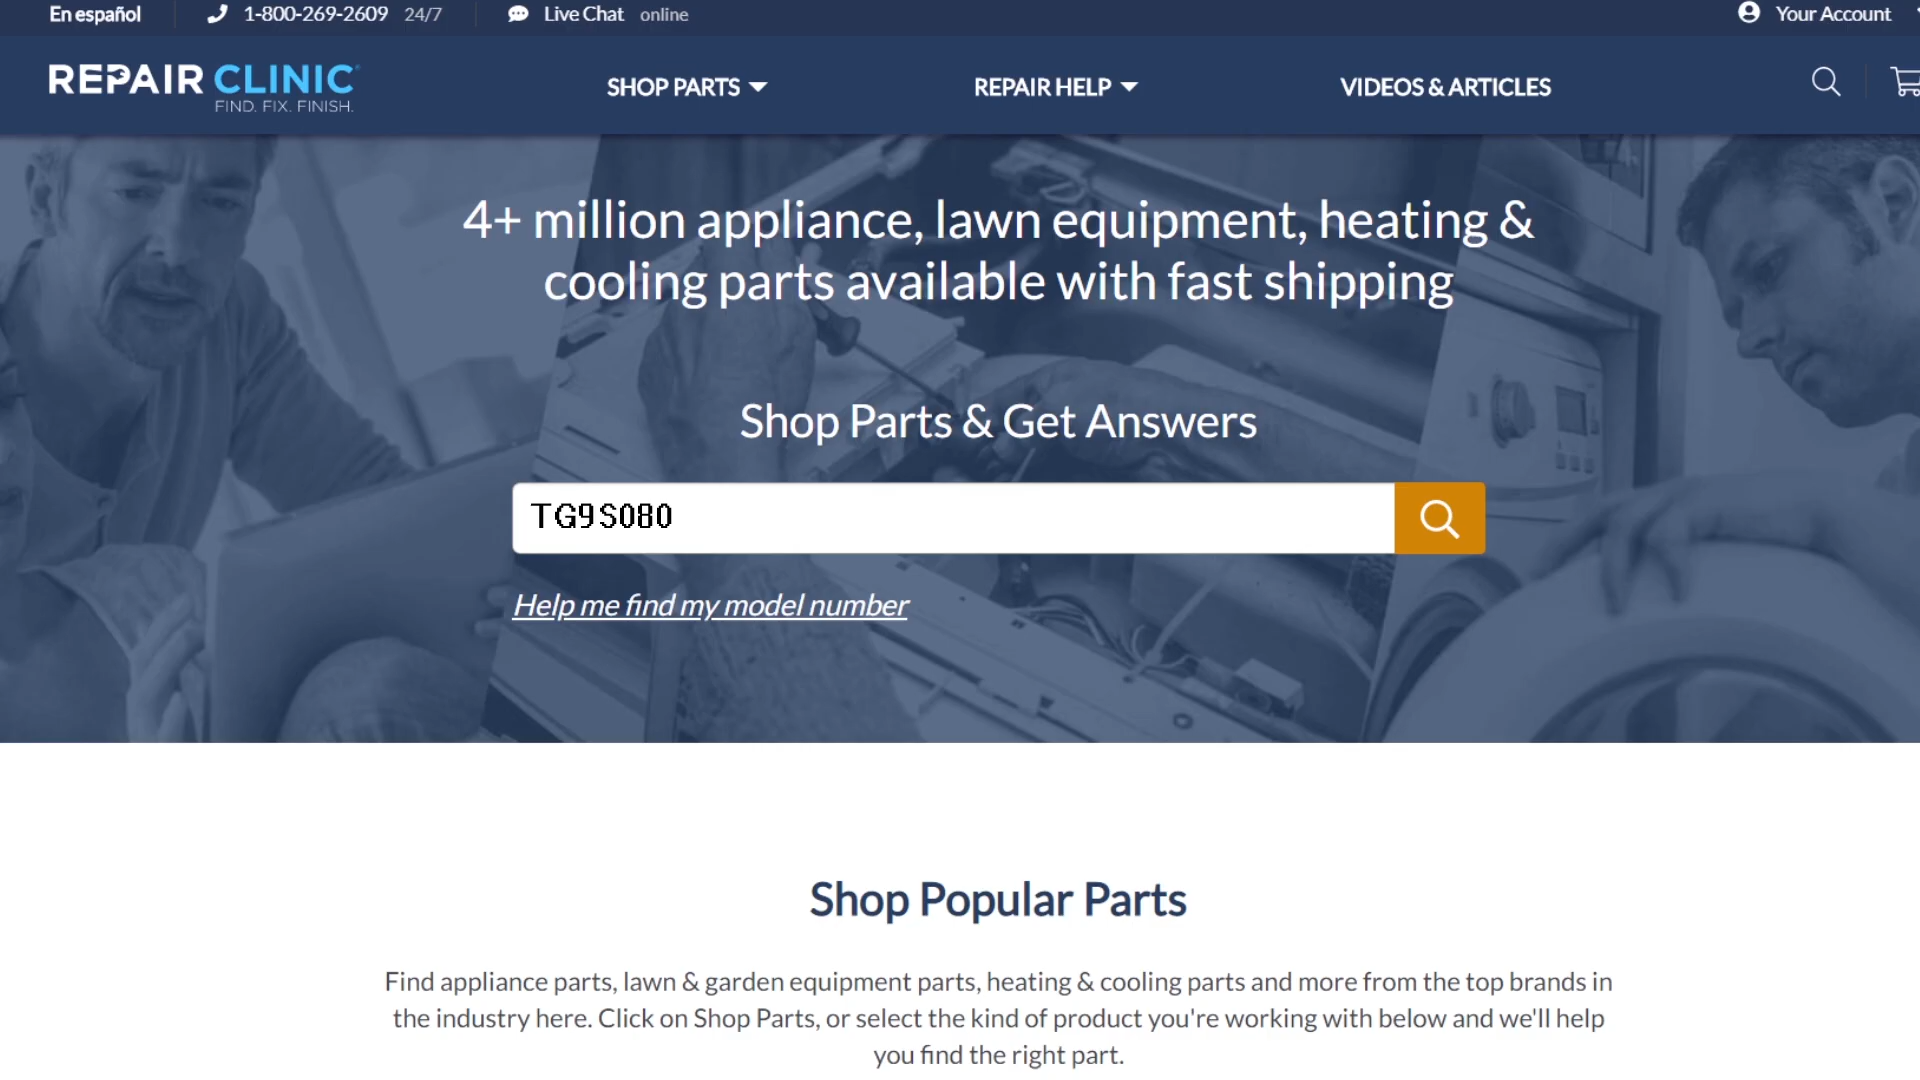 En español
1-800-269-2609 24/7
Live Chat online
Your Account
REPAIR CLINIC
FIND. FIX. FINISH.
SHOP PARTS
REPAIR HELP
VIDEOS & ARTICLES
4+ million appliance, lawn equipment, heating &
cooling parts available with fast shipping
Shop Parts & Get Answers
TG9S080
Help me find my model number
Shop Popular Parts
Find appliance parts, lawn & garden equipment parts, heating & cooling parts and more from the top brands in
the industry here. Click on Shop Parts, or select the kind of product you're working with below and we'll help
you find the right part.